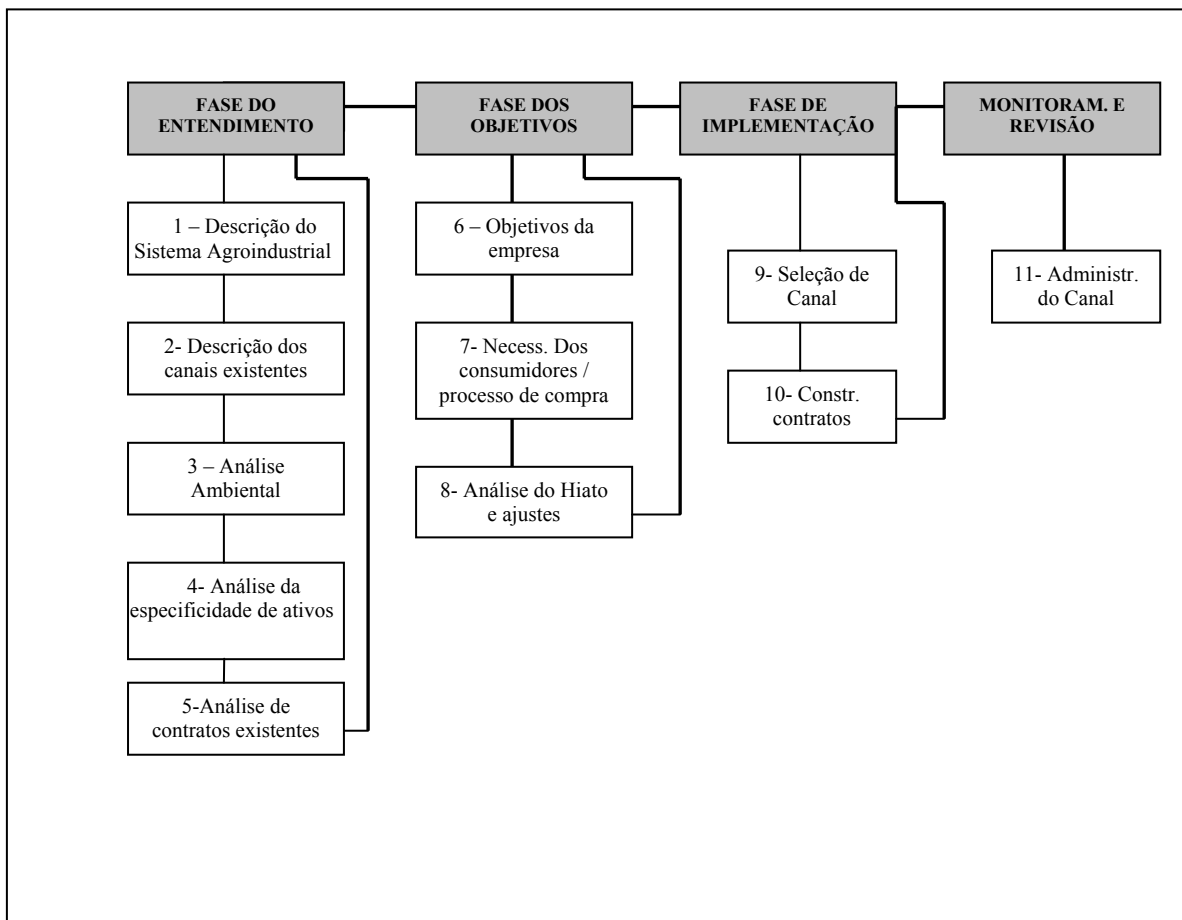 FASE DO
ENTENDIMENTO
1 – Descrição do
Sistema Agroindustrial
2- Descrição dos
canais existentes
3 – Análise
Ambiental
4- Análise da
especificidade de ativos
5-Análise de
contratos existentes
FASE DOS
OBJETIVOS
6 – Objetivos da
empresa
7- Necess. Dos
consumidores /
processo de compra
8- Análise do Hiato
e ajustes
FASE DE
IMPLEMENTAÇÃO
9- Seleção de
Canal
10- Constr.
contratos
MONITORAM. E
REVISÃO
11- Administr.
do Canal